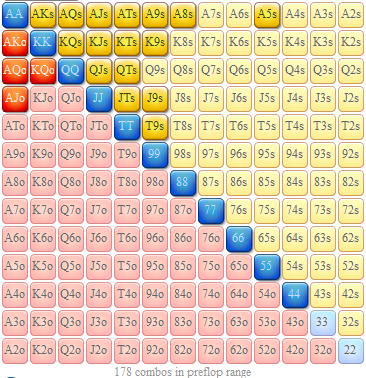 AA AKs AQs AJs ATs A9s A8s A7s A6s A5s A4s A3s A2s
AKo KK KQs KJs KTs K9s K8s K7s K6s K5s K4s K3s K2s
AQo KQo QQ QJs QTs Q9s Q8s Q7s Q6s Q5s Q4s Q3s Q2s
AJo KJo QJo JJ JTs J9s J8s J7s J6s J5s J4s J3s J2s
ATo KTo QTo JTo TT T9s T8s T7s T6s T5s T4s T3s T2s
A9o K9o Q9o J9o T9o 99 98s 97s 96s 95s 94s 93s 92s
A8o K8o Q8o J8o T8o 98o 88 87s 86s 85s 84s 83s 82s
A7o K7o Q7o J7o T7o 97o 87o 77 76s 75s 74s 73s 72s
A6o K6o Q6o J6o T6o 96o 86o 76o 66 65s 64s 63s 62s
A5o K5o Q5o J5o T5o 95o 85o 75o 65o 55 54s 53s 52s
A4o K4o Q4o J4o T4o 94o 84o 74o 64o 54o 44 43s 42s
A3o K3o Q3o J3o T3o 93o 83o 73o 63o 53o 43o 33 32s
A2o K2o Q2o J2o T2o 92o 82o 72o 62o 52o 42o 32o 22
178 combos in preflop range